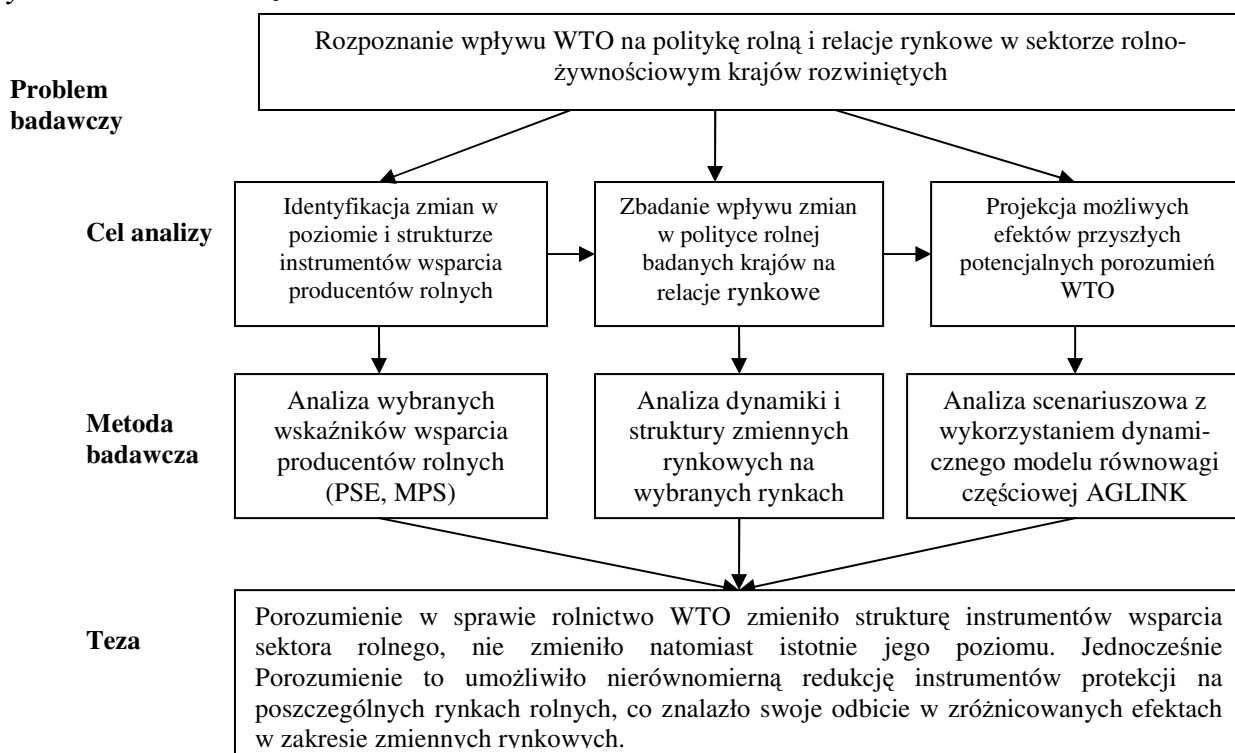 Rozpoznanie wpływu WTO na politykę rolną i relacje rynkowe w sektorze rolno-
żywnościowym krajów rozwiniętych
Problem
badawczy
Cel analizy
Identyfikacja zmian w
poziomie i strukturze
instrumentów wsparcia
producentów rolnych
Zbadanie wpływu zmian
w polityce rolnej
badanych krajów na
relacje rynkowe
Projekcja możliwych
efektów przyszłych
potencjalnych porozumień
WTO
Metoda
badawcza
Analiza wybranych
wskaźników wsparcia
producentów rolnych
(PSE, MPS)
Analiza dynamiki i
struktury zmiennych
rynkowych na
wybranych rynkach
Analiza scenariuszowa z
wykorzystaniem dynami-
cznego modelu równowagi
częściowej AGLINK
Teza
Porozumienie w sprawie rolnictwo WTO zmieniło strukturę instrumentów wsparcia
sektora rolnego, nie zmieniło natomiast istotnie jego poziomu. Jednocześnie
Porozumienie to umożliwiło nierównomierną redukcję instrumentów protekcji na
poszczególnych rynkach rolnych, co znalazło swoje odbicie w zróżnicowanych efektach
w zakresie zmiennych rynkowych.